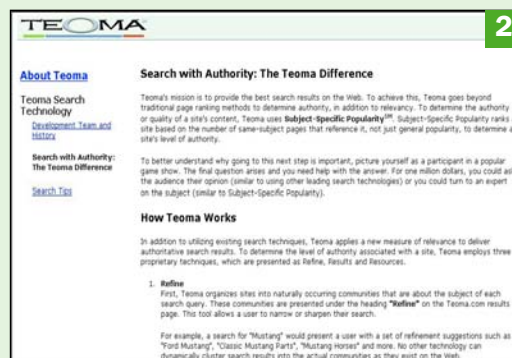 TEOMA
2
About Teoma
Teoma Search
Technology
Development Team and
History
Search with Authority:
The Teoma Difference
Search Tips
Search with Authority: The Teoma Difference
Teoma's mission is to provide the best search results on the Web. To achieve this, Teoma goes beyond
traditional page ranking methods to determine authority, in addition to relevancy. To determine the authority
or quality of a site's content, Teoma uses Subject-Specific Popularity℠. Subject-Specific Popularity ranks a
site based on the number of same-subject pages that reference it, not just general popularity, to determine a
site's level of authority.
To better understand why going to this next step is important, picture yourself as a participant in a popular
game show. The final question arises and you need help with the answer. For one million dollars, you could ask
the audience their opinion (similar to using other leading search technologies) or you could turn to an expert
on the subject (similar to Subject-Specific Popularity).
How Teoma Works
In addition to utilizing existing search techniques, Teoma applies a new measure of relevance to deliver
authoritative search results. To determine the level of authority associated with a site, Teoma employs three
proprietary techniques, which are presented as Refine, Results and Resources.
1. Refine
First, Teoma organizes sites into naturally occurring communities that are about the subject of each
search query. These communities are presented under the heading "Refine" on the Teoma.com results
page. This tool allows a user to narrow or sharpen their search.
For example, a search for "Mustang" would present a user with a set of refinement suggestions such as
"Ford Mustang", "Classic Mustang Parts", "Mustang Horses" and more. No other technology can
dynamically cluster search results into the actual communities as they exist on the Web.